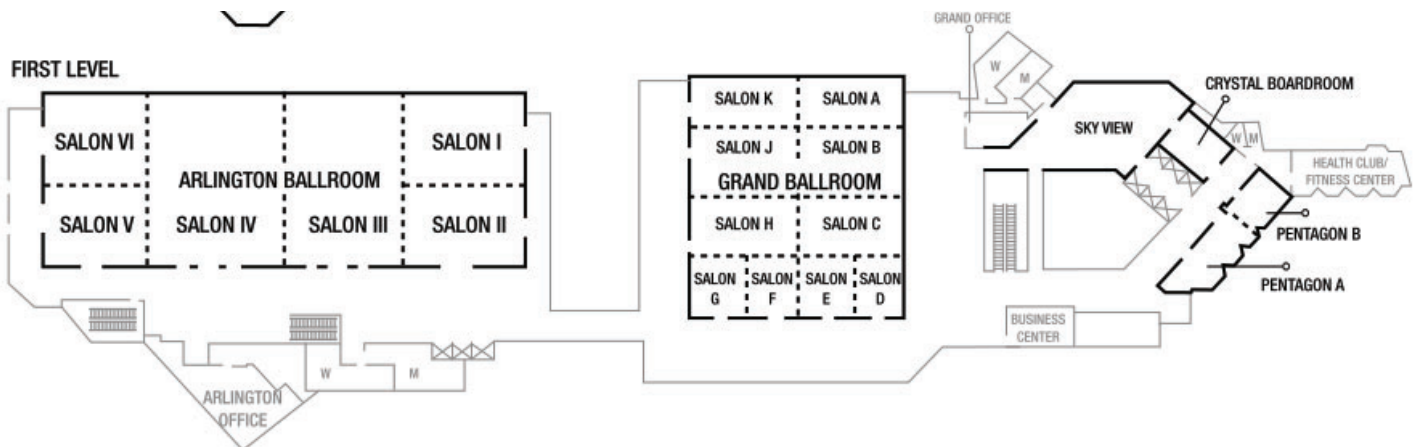 GRAND OFFICE
FIRST LEVEL
W
M
CRYSTAL BOARDROOM
SALON K
SALON A
SKY VIEW
SALON VI
SALON I
SALON J
SALON B
W M
HEALTH CLUB/
FITNESS CENTER
ARLINGTON BALLROOM
GRAND BALLROOM
SALON V
SALON IV
SALON III
SALON II
SALON H
SALON C
PENTAGON B
SALON
G
SALON
F
SALON
E
SALON
D
PENTAGON A
BUSINESS
CENTER
W
M
ARLINGTON
OFFICE